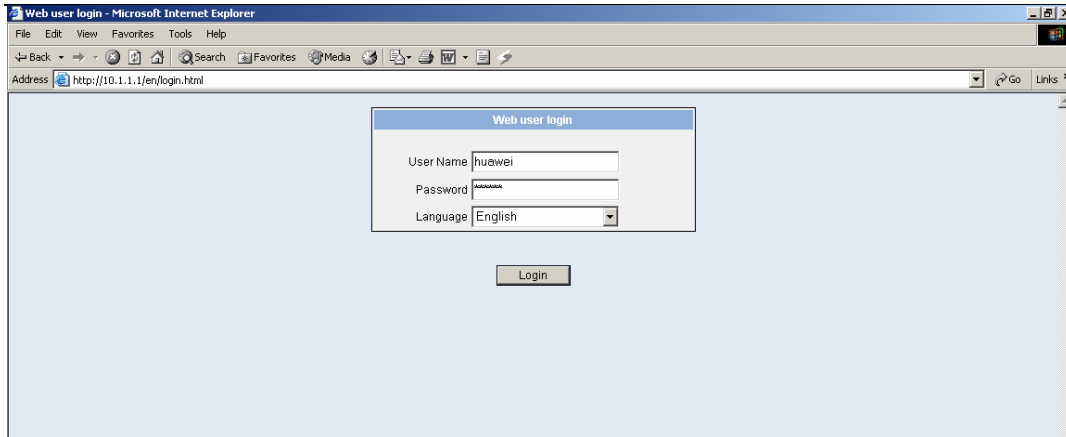 Web user login - Microsoft Internet Explorer
File Edit View Favorites Tools Help
Back Search Favorites Media
Address http://10.1.1.1/en/login.html Go Links
Web user login
User Name huawei
Password ******
Language English
Login